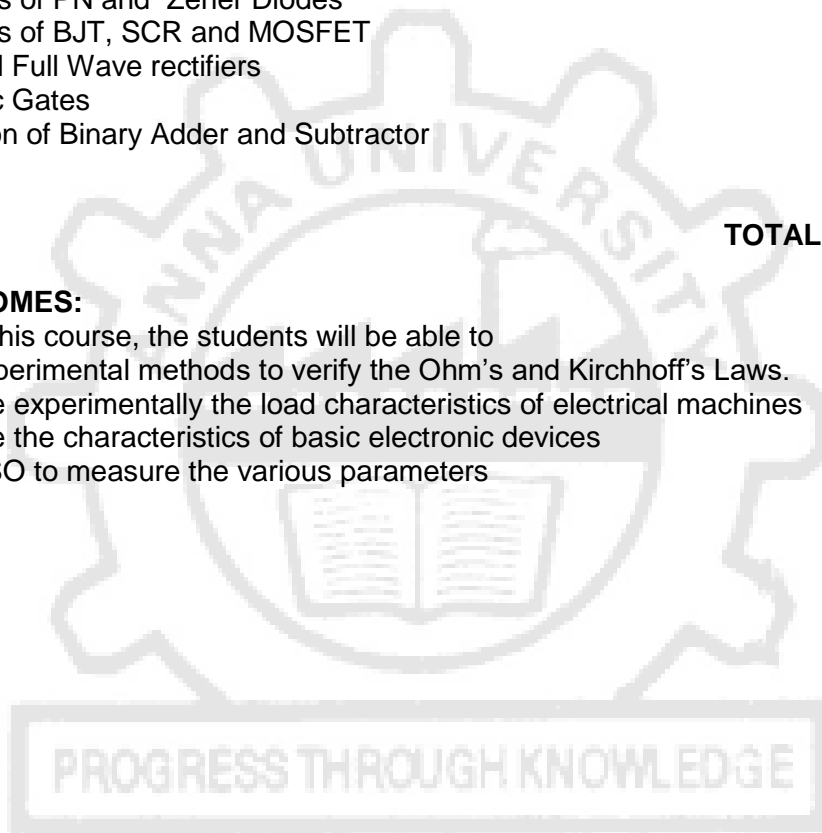 s of PN and Zener Diodes
s of BJT, SCR and MOSFET
l Full Wave rectifiers
c Gates
on of Binary Adder and Subtractor
NNA UNIVERSITY
TOTAL
OMES:
his course, the students will be able to
perimental methods to verify the Ohm's and Kirchhoff's Laws.
e experimentally the load characteristics of electrical machines
e the characteristics of basic electronic devices
SO to measure the various parameters
PROGRESS THROUGH KNOWLEDGE